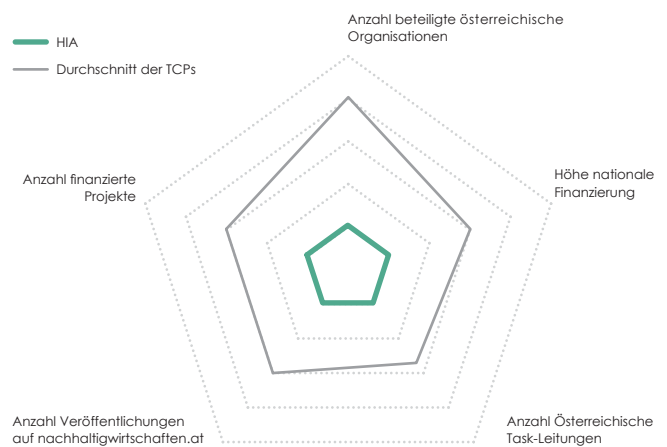 Anzahl beteiligte österreichische
Organisationen
HIA
Durchschnitt der TCPs
Anzahl finanzierte
Projekte
Höhe nationale
Finanzierung
Anzahl Veröffentlichungen
auf nachhaltigwirtschaften.at
Anzahl Österreichische
Task-Leitungen